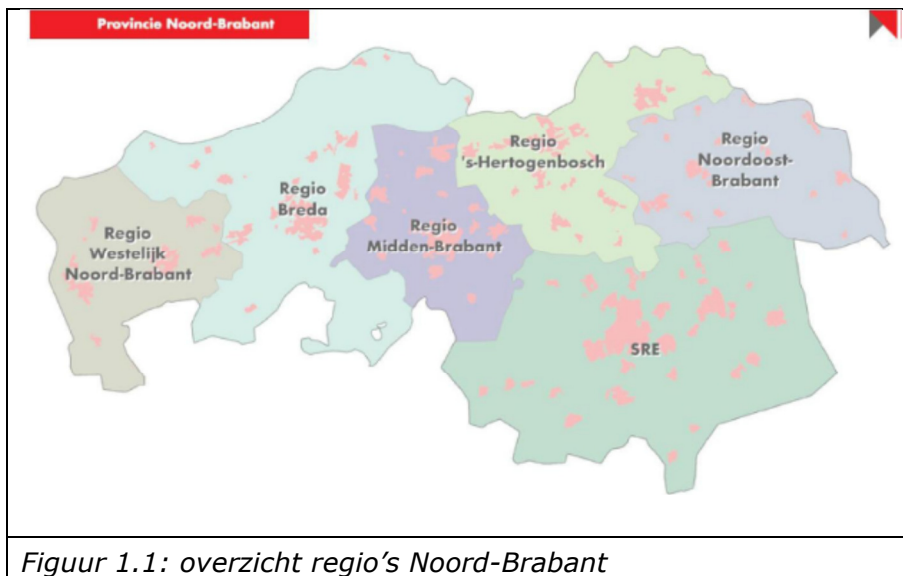 Provincie Noord-Brabant
Regio
's-Hertogenbosch
Regio
Noordoost-
Brabant
Regio
Breda
Regio
Midden-Brabant
Regio
Westelijk
Noord-Brabant
SRE
Figuur 1.1: overzicht regio's Noord-Brabant